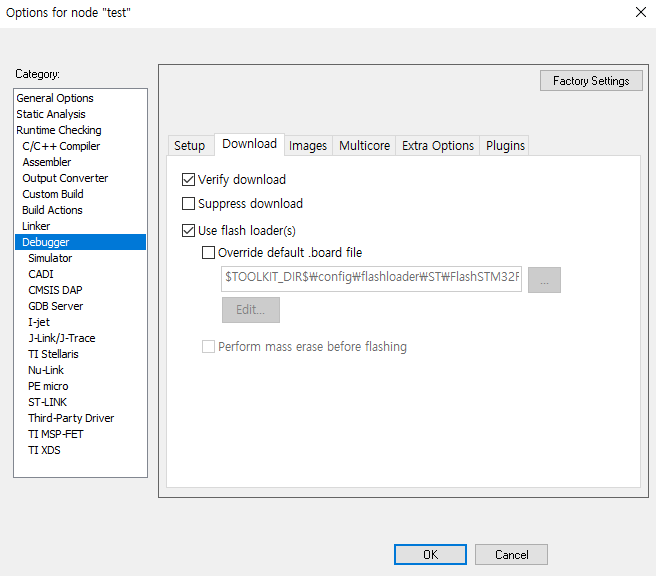 Options for node "test"
Category:
Factory Settings
General Options
Static Analysis
Runtime Checking
C/C++ Compiler
Assembler
Output Converter
Custom Build
Build Actions
Linker
Debugger
Simulator
CADI
CMSIS DAP
GDB Server
I-jet
J-Link/J-Trace
TI Stellaris
Nu-Link
PE micro
ST-LINK
Third-Party Driver
TI MSP-FET
TI XDS
Setup Download Images Multicore Extra Options Plugins
Verify download
Suppress download
Use flash loader(s)
Override default .board file
$TOOLKIT_DIR$₩config₩flashloader₩ST₩FlashSTM32F ...
Edit...
Perform mass erase before flashing
OK Cancel